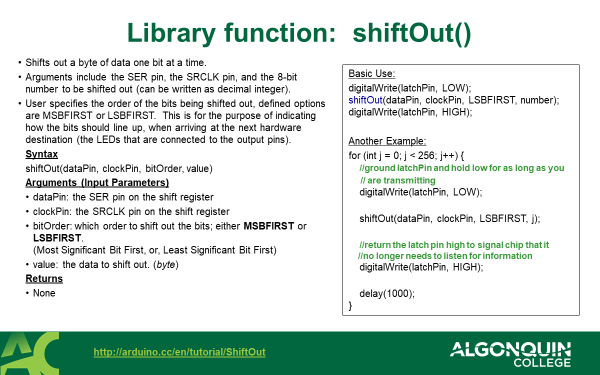 Library function:  shiftOut()
• Shifts out a byte of data one bit at a time.
• Arguments include the SER pin, the SRCLK pin, and the 8-bit
number to be shifted out (can be written as decimal integer).
• User specifies the order of the bits being shifted out, defined options
are MSBFIRST or LSBFIRST.  This is for the purpose of indicating
how the bits should line up, when arriving at the next hardware
destination (the LEDs that are connected to the output pins).
Syntax
shiftOut(dataPin, clockPin, bitOrder, value)
Arguments (Input Parameters)
• dataPin: the SER pin on the shift register
• clockPin: the SRCLK pin on the shift register
• bitOrder: which order to shift out the bits; either MSBFIRST or
LSBFIRST.
(Most Significant Bit First, or, Least Significant Bit First)
• value: the data to shift out. (byte)
Returns
• None
Basic Use:
digitalWrite(latchPin, LOW);
shiftOut(dataPin, clockPin, LSBFIRST, number);
digitalWrite(latchPin, HIGH);
Another Example:
for (int j = 0; j < 256; j++) {
//ground latchPin and hold low for as long as you
// are transmitting
digitalWrite(latchPin, LOW);
shiftOut(dataPin, clockPin, LSBFIRST, j);
//return the latch pin high to signal chip that it
//no longer needs to listen for information
digitalWrite(latchPin, HIGH);
delay(1000);
}
http://arduino.cc/en/tutorial/ShiftOut
ALGONQUIN
COLLEGE